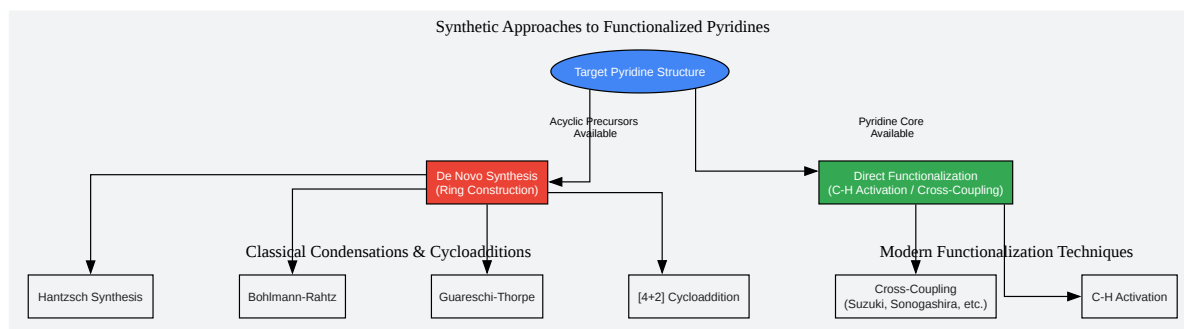 Synthetic Approaches to Functionalized Pyridines
Target Pyridine Structure
Acyclic Precursors
Available
Pyridine Core
Available
De Novo Synthesis
(Ring Construction)
Direct Functionalization
(C-H Activation / Cross-Coupling)
Classical Condensations & Cycloadditions
Modern Functionalization Techniques
Hantzsch Synthesis
Bohlmann-Rahtz
Guareschi-Thorpe
[4+2] Cycloaddition
Cross-Coupling
(Suzuki, Sonogashira, etc.)
C-H Activation